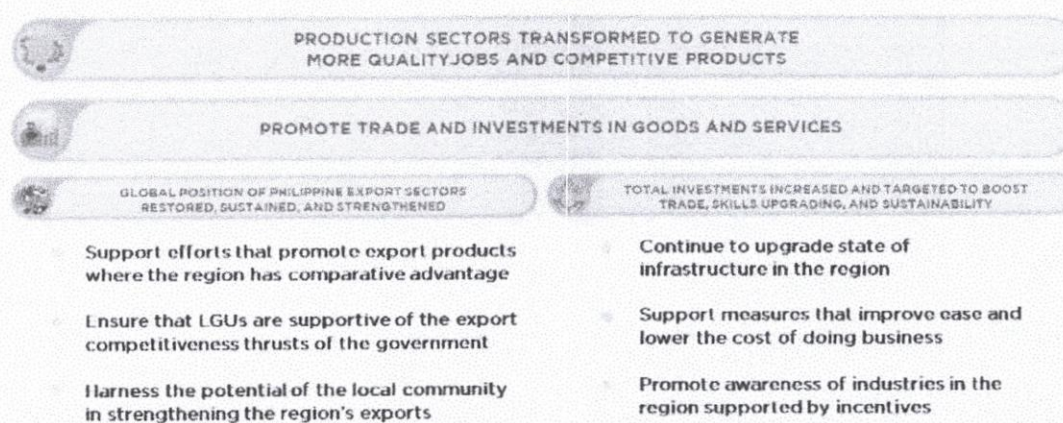 PRODUCTION SECTORS TRANSFORMED TO GENERATE
MORE QUALITY JOBS AND COMPETITIVE PRODUCTS
PROMOTE TRADE AND INVESTMENTS IN GOODS AND SERVICES
GLOBAL POSITION OF PHILIPPINE EXPORT SECTORS
RESTORED, SUSTAINED, AND STRENGTHENED
Support efforts that promote export products
where the region has comparative advantage
Ensure that LGUs are supportive of the export
competitiveness thrusts of the government
Harness the potential of the local community
in strengthening the region's exports
TOTAL INVESTMENTS INCREASED AND TARGETED TO BOOST
TRADE, SKILLS UPGRADING, AND SUSTAINABILITY
Continue to upgrade state of
infrastructure in the region
Support measures that improve ease and
lower the cost of doing business
Promote awareness of industries in the
region supported by incentives